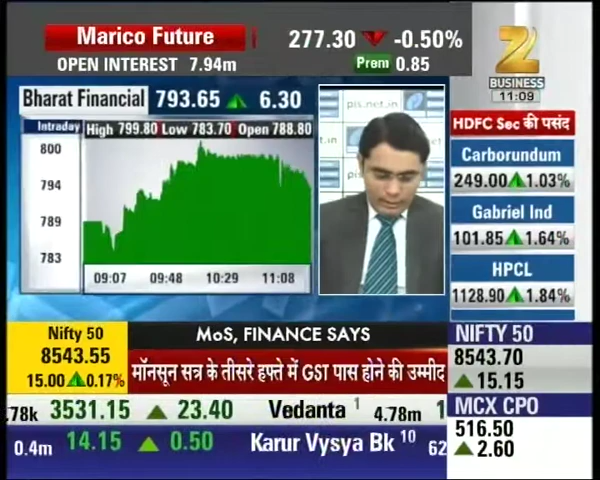 Marico Future
277.30 -0.50%
OPEN INTEREST 7.94m
Prem 0.85
Z
BUSINESS
11:09
Bharat Financial 793.65 6.30
Intraday High 799.80 Low 783.70 Open 788.80
800
794
789
783
09:07 09:48 10:29 11:08
pis.net.in
HDFC Sec की पसंद
Carborundum
249.00 1.03%
Gabriel Ind
101.85 1.64%
HPCL
1128.90 1.84%
Nifty 50
8543.55
15.00 0.17%
MoS, FINANCE SAYS
मॉनसून सत्र के तीसरे हफ्ते में GST पास होने की उम्मीद
NIFTY 50
8543.70
15.15
MCX CPO
516.50
2.60
.78k 3531.15 23.40 Vedanta 1 4.78m 1
0.4m 14.15 0.50 Karur Vysya Bk 10 62